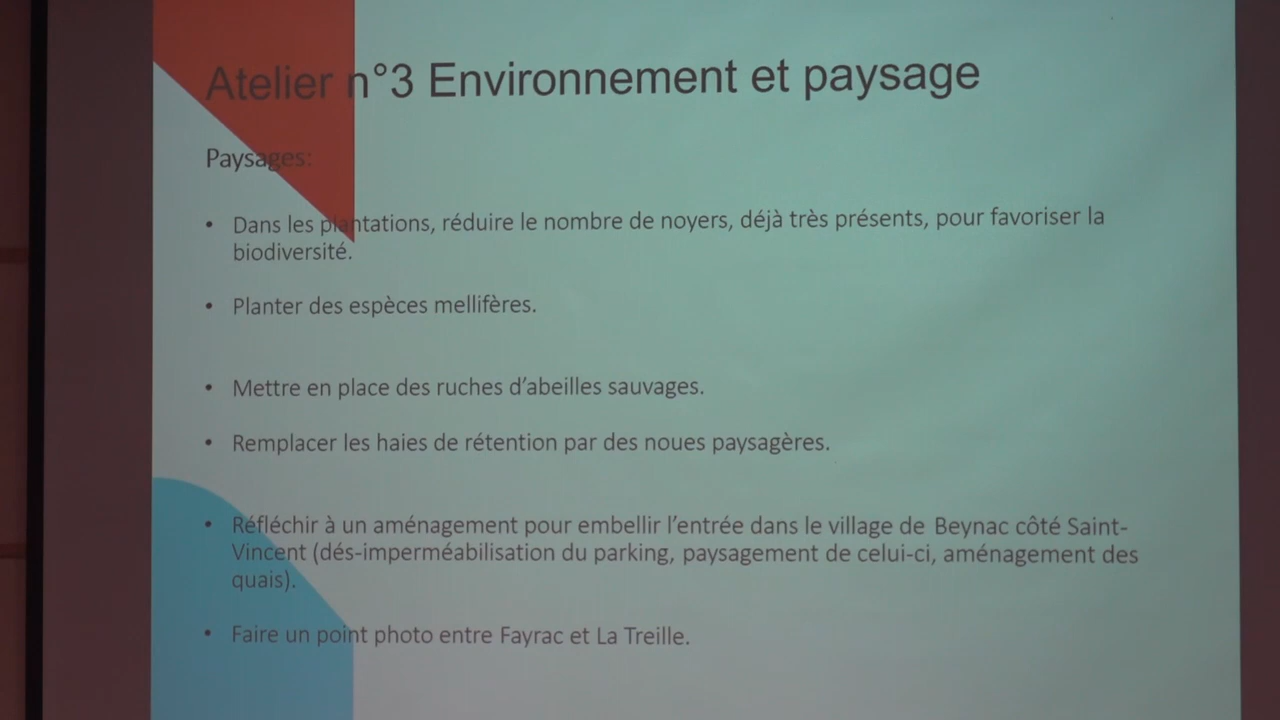 Atelier n°3 Environnement et paysage
Paysages:
• Dans les plantations, réduire le nombre de noyers, déjà très présents, pour favoriser la
biodiversité.
• Planter des espèces mellifères.
• Mettre en place des ruches d’abeilles sauvages.
• Remplacer les haies de rétention par des noues paysagères.
• Réfléchir à un aménagement pour embellir l’entrée dans le village de Beynac côté Saint-
Vincent (dés-imperméabilisation du parking, paysagement de celui-ci, aménagement des
quais).
• Faire un point photo entre Fayrac et La Treille.